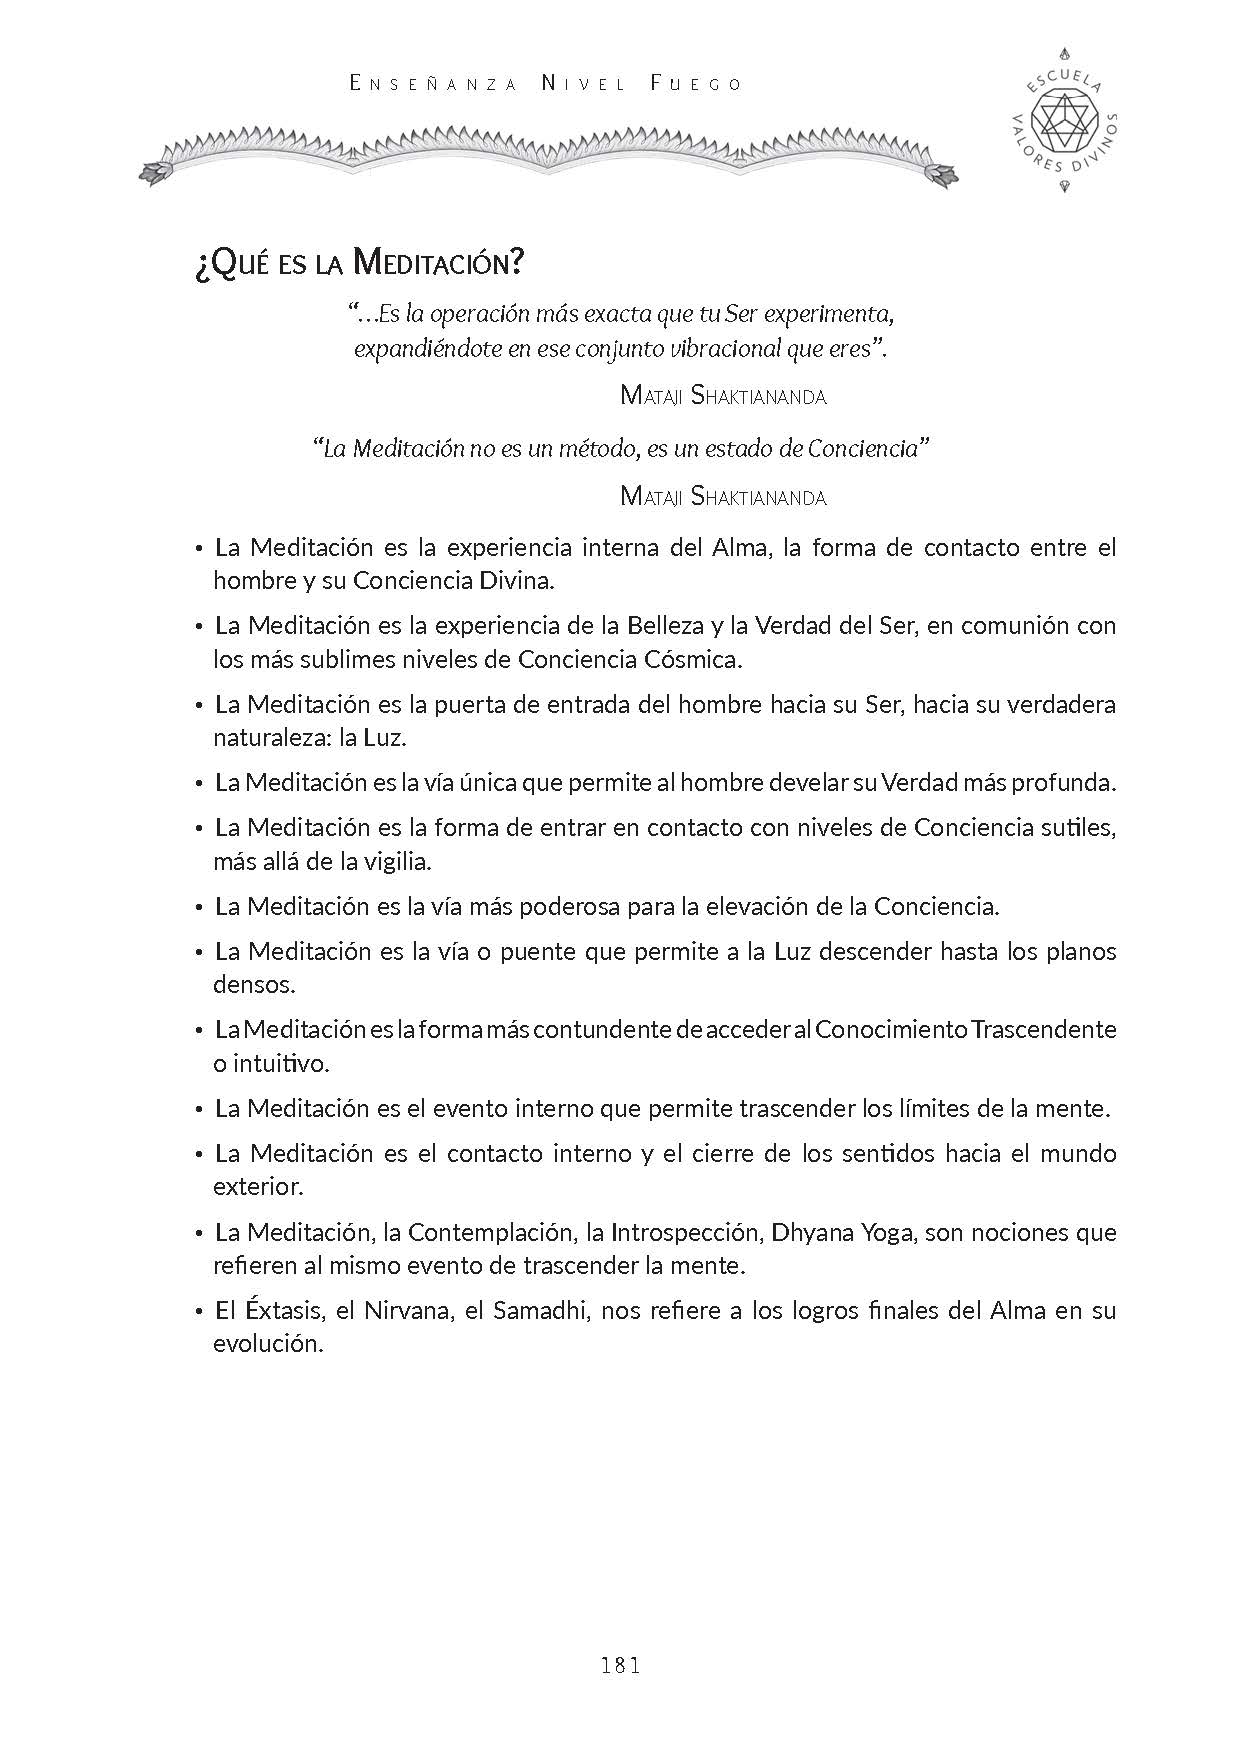 Enseñanza Nivel Fuego
ESCUELA
VALORES DIVINOS
¿Qué es la Meditación?
“…Es la operación más exacta que tu Ser experimenta,
expandiéndote en ese conjunto vibracional que eres”.
Mataji Shaktiananda
“La Meditación no es un método, es un estado de Conciencia”
Mataji Shaktiananda
• La Meditación es la experiencia interna del Alma, la forma de contacto entre el
hombre y su Conciencia Divina.
• La Meditación es la experiencia de la Belleza y la Verdad del Ser, en comunión con
los más sublimes niveles de Conciencia Cósmica.
• La Meditación es la puerta de entrada del hombre hacia su Ser, hacia su verdadera
naturaleza: la Luz.
• La Meditación es la vía única que permite al hombre develar su Verdad más profunda.
• La Meditación es la forma de entrar en contacto con niveles de Conciencia sutiles,
más allá de la vigilia.
• La Meditación es la vía más poderosa para la elevación de la Conciencia.
• La Meditación es la vía o puente que permite a la Luz descender hasta los planos
densos.
• La Meditación es la forma más contundente de acceder al Conocimiento Trascendente
o intuitivo.
• La Meditación es el evento interno que permite trascender los límites de la mente.
• La Meditación es el contacto interno y el cierre de los sentidos hacia el mundo
exterior.
• La Meditación, la Contemplación, la Introspección, Dhyana Yoga, son nociones que
refieren al mismo evento de trascender la mente.
• El Éxtasis, el Nirvana, el Samadhi, nos refiere a los logros finales del Alma en su
evolución.
181